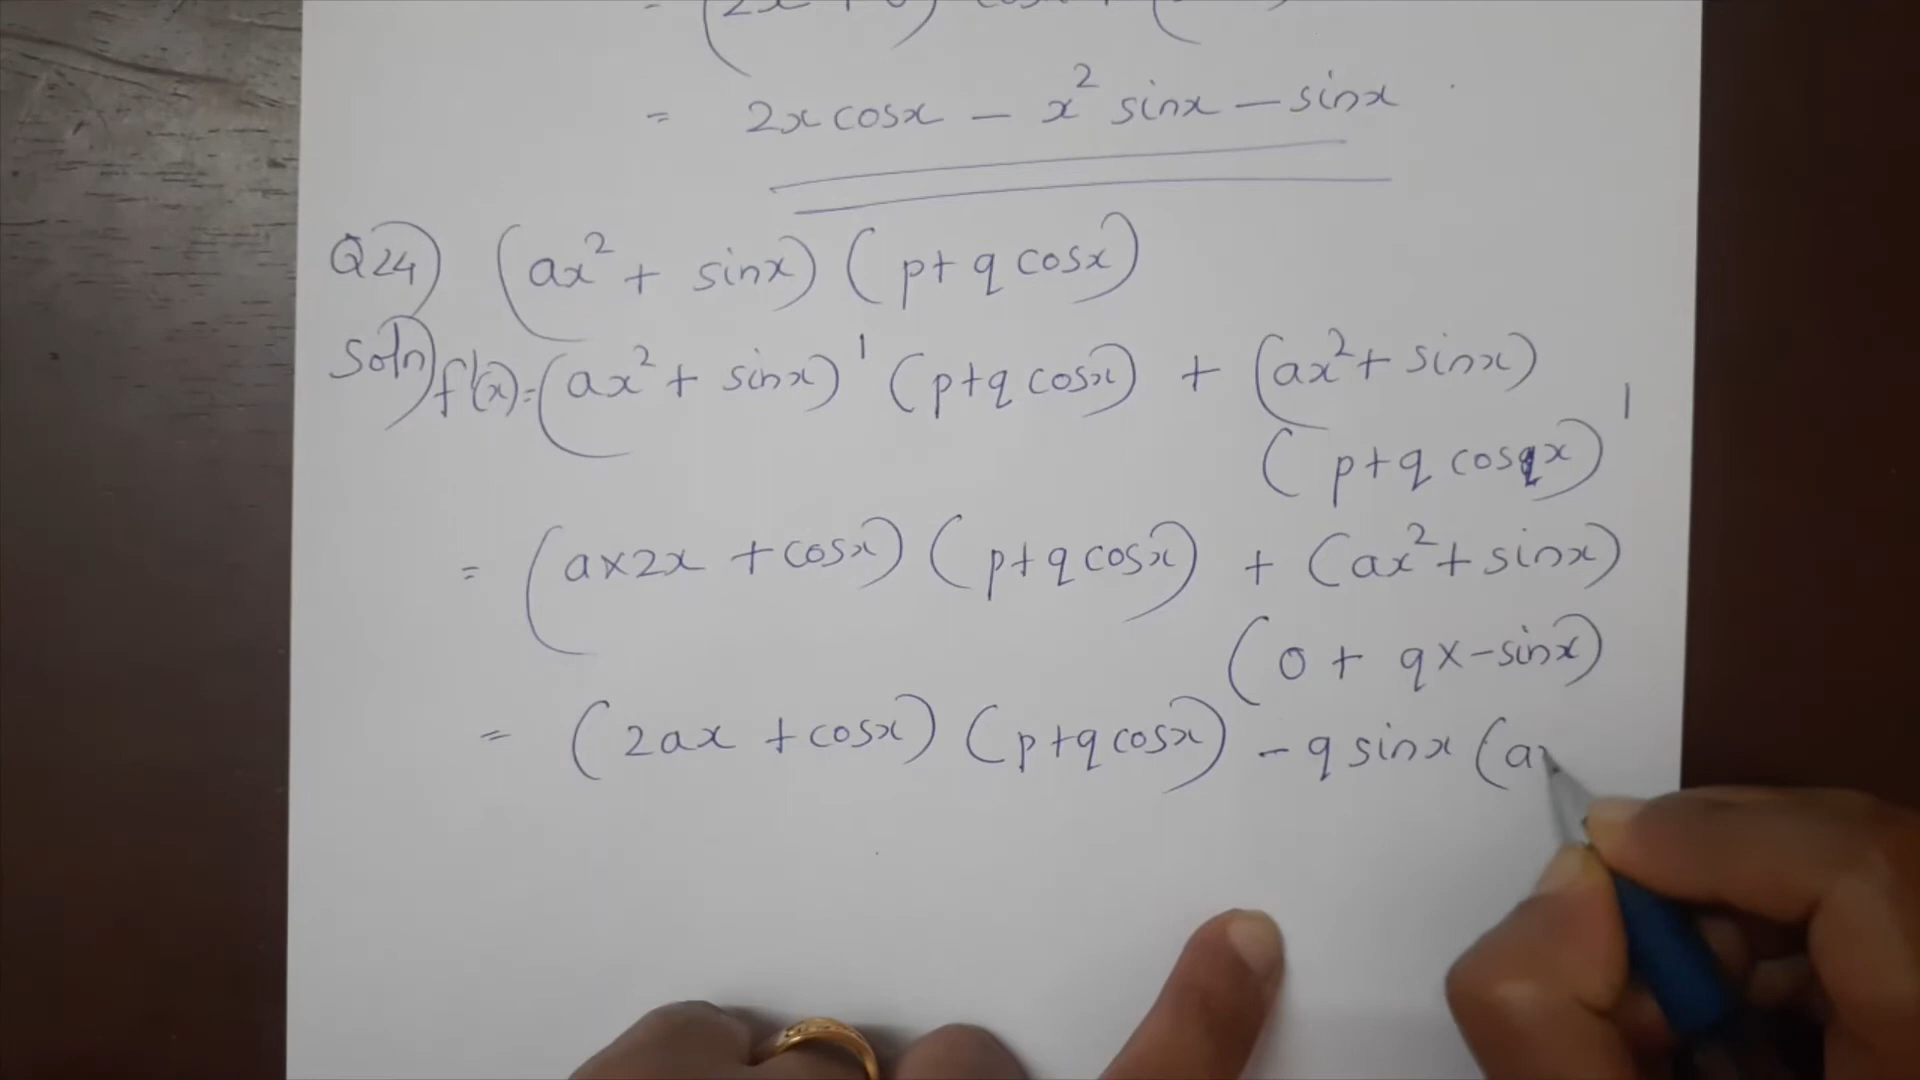 = 2x cosx - x² sinx - sinx
Q24) (ax² + sinx) (p+q cosx)
Soln) f'(x) = (ax² + sinx)' (p+q cosx) + (ax² + sinx)
(p+q cosx)'
= (a×2x + cosx) (p+q cosx) + (ax² + sinx)
(0 + q×-sinx)
= (2ax + cosx) (p+q cosx) - q sinx (a